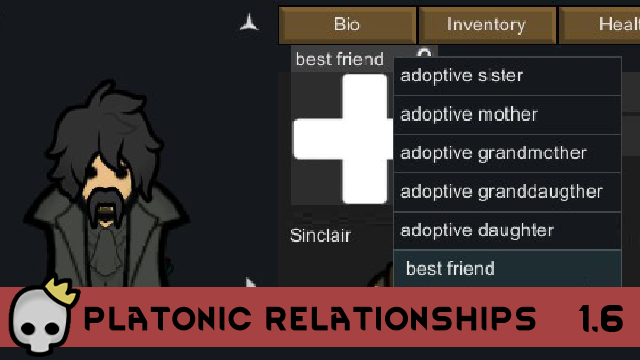 Bio
Inventory
Heal
best friend
adoptive sister
adoptive mother
adoptive grandmother
adoptive granddaugther
adoptive daughter
Sinclair
best friend
PLATONIC RELATIONSHIPS 1.6